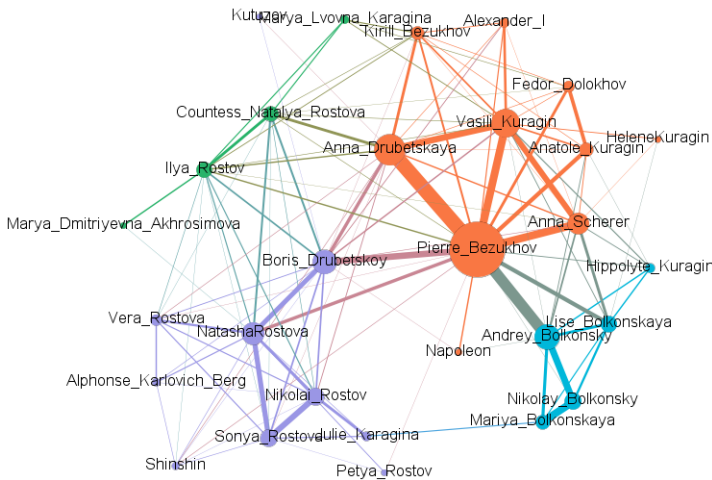 Kutuzov
Marya_Lvovna_Karagina
Alexander_I
Kirill_Bezukhov
Fedor_Dolokhov
Countess_Natalya_Rostova
Vasili_Kuragin
HeleneKuragin
Anna_Drubetskaya
Anatole_Kuragin
Ilya_Rostov
Marya_Dmitriyevna_Akhrosimova
Anna_Scherer
Pierre_Bezukhov
Boris_Drubetskoy
Hippolyte_Kuragin
Vera_Rostova
NatashaRostova
Lise_Bolkonskaya
Andrey_Bolkonsky
Napoleon
Alphonse_Karlovich_Berg
Nikolai_Rostov
Nikolay_Bolkonsky
Mariya_Bolkonskaya
Sonya_Rostova
Julie_Karagina
Shinshin
Petya_Rostov